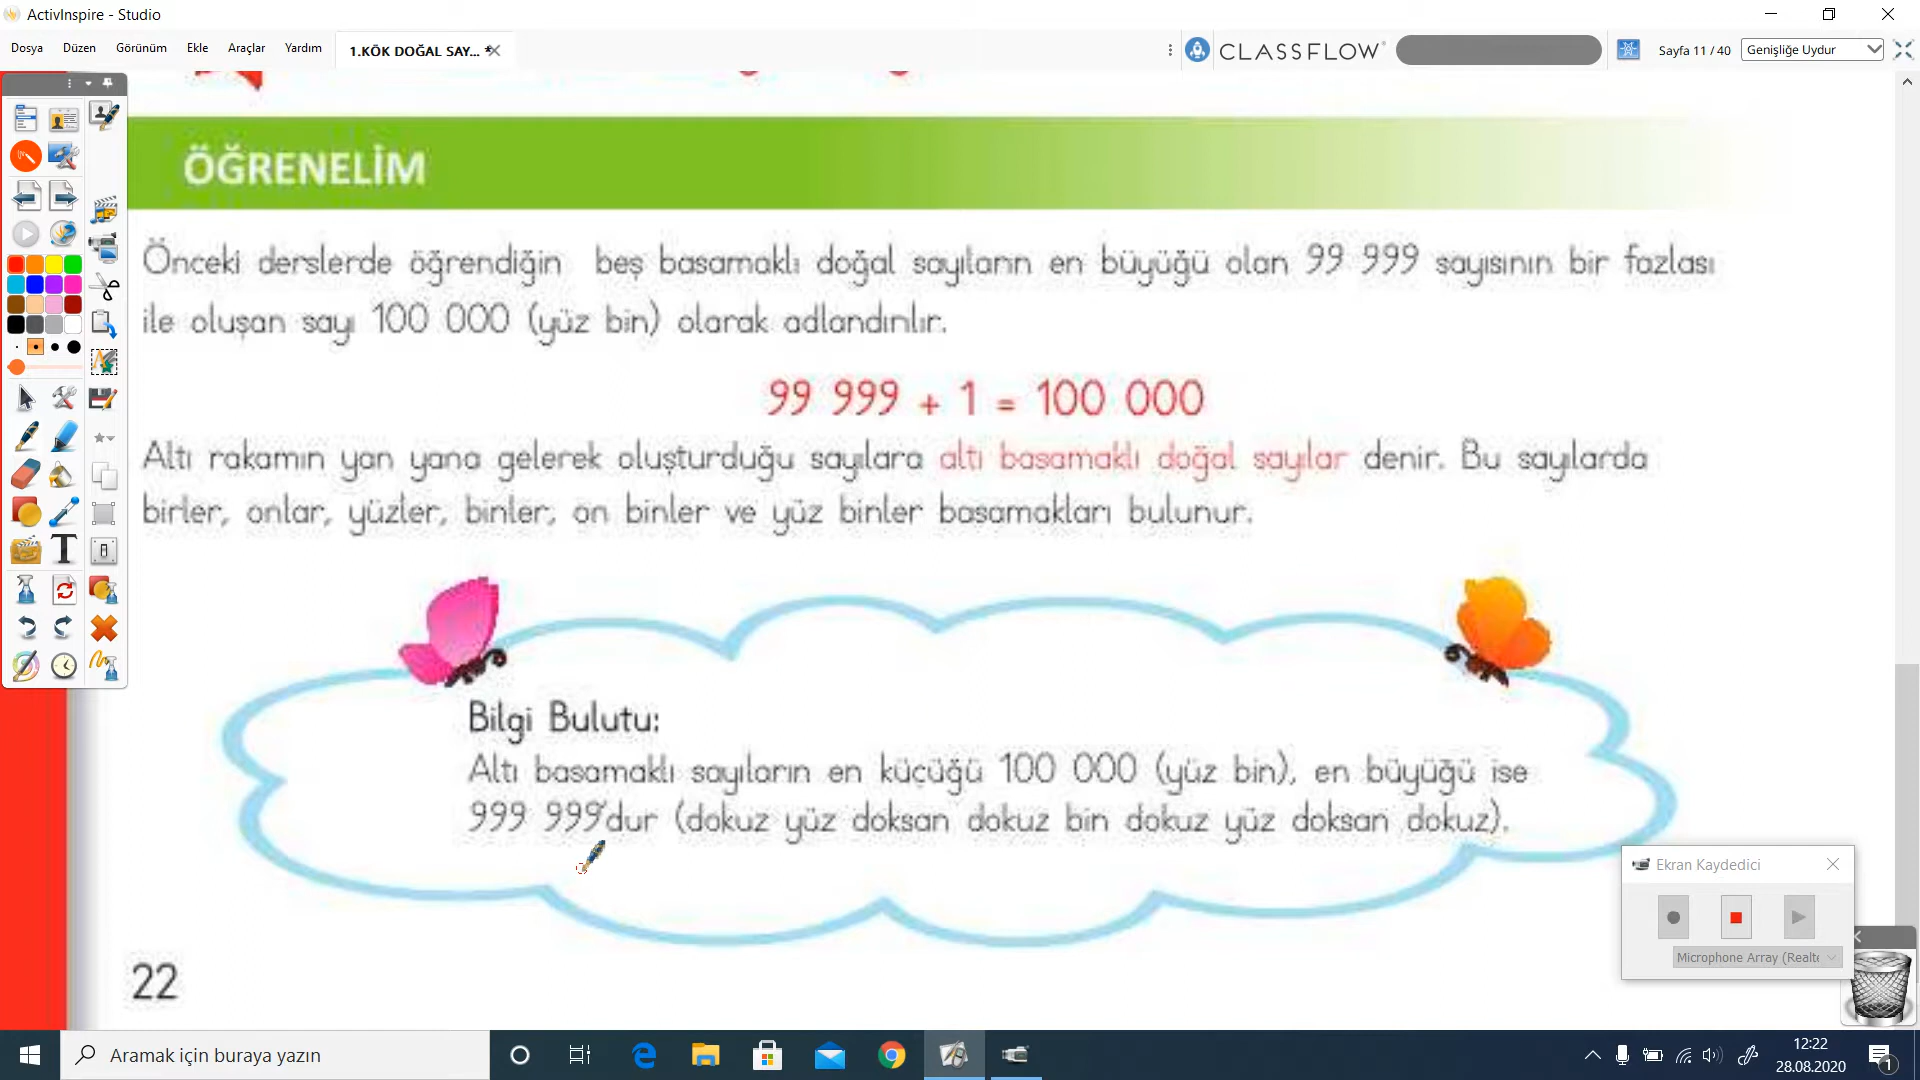 ActivInspire - Studio
Dosya Düzen Görünüm Ekle Araçlar Yardım 1.KÖK DOĞAL SAY... * CLASSFLOW Sayfa 11 / 40 Genişliğe Uydur
ÖĞRENELİM
Önceki derslerde öğrendiğin beş basamaklı doğal sayıların en büyüğü olan 99 999 sayısının bir fazlası
ile oluşan sayı 100 000 (yüz bin) olarak adlandırılır.
99 999 + 1 = 100 000
Altı rakamın yan yana gelerek oluşturduğu sayılara altı basamaklı doğal sayılar denir. Bu sayılarda
birler, onlar, yüzler, binler, on binler ve yüz binler basamakları bulunur.
Bilgi Bulutu:
Altı basamaklı sayıların en küçüğü 100 000 (yüz bin), en büyüğü ise
999 999'dur (dokuz yüz doksan dokuz bin dokuz yüz doksan dokuz).
Ekran Kaydedici
Microphone Array (Realte
22
Aramak için buraya yazın
12:22
28.08.2020
1